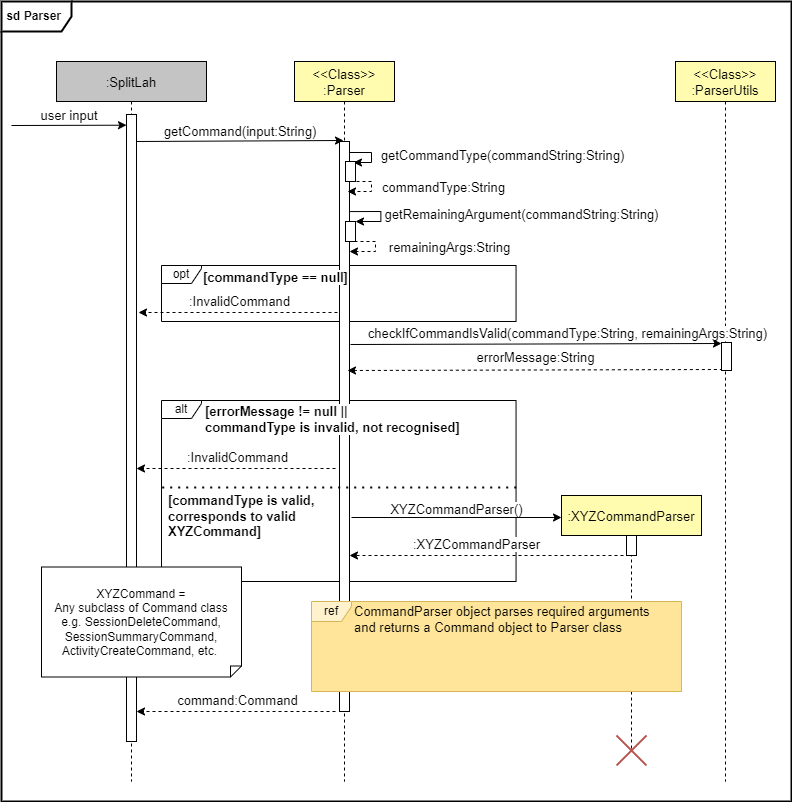 sd Parser
:SplitLah
<<Class>>
:Parser
<<Class>>
:ParserUtils
user input
getCommand(input:String)
getCommandType(commandString:String)
commandType:String
getRemainingArgument(commandString:String)
remainingArgs:String
opt
[commandType == null]
:InvalidCommand
checkIfCommandIsValid(commandType:String, remainingArgs:String)
errorMessage:String
alt
[errorMessage != null ||
commandType is invalid, not recognised]
:InvalidCommand
[commandType is valid,
corresponds to valid
XYZCommand]
XYZCommandParser()
:XYZCommandParser
:XYZCommandParser
XYZCommand =
Any subclass of Command class
e.g. SessionDeleteCommand,
SessionSummaryCommand,
ActivityCreateCommand, etc.
ref
CommandParser object parses required arguments
and returns a Command object to Parser class
command:Command